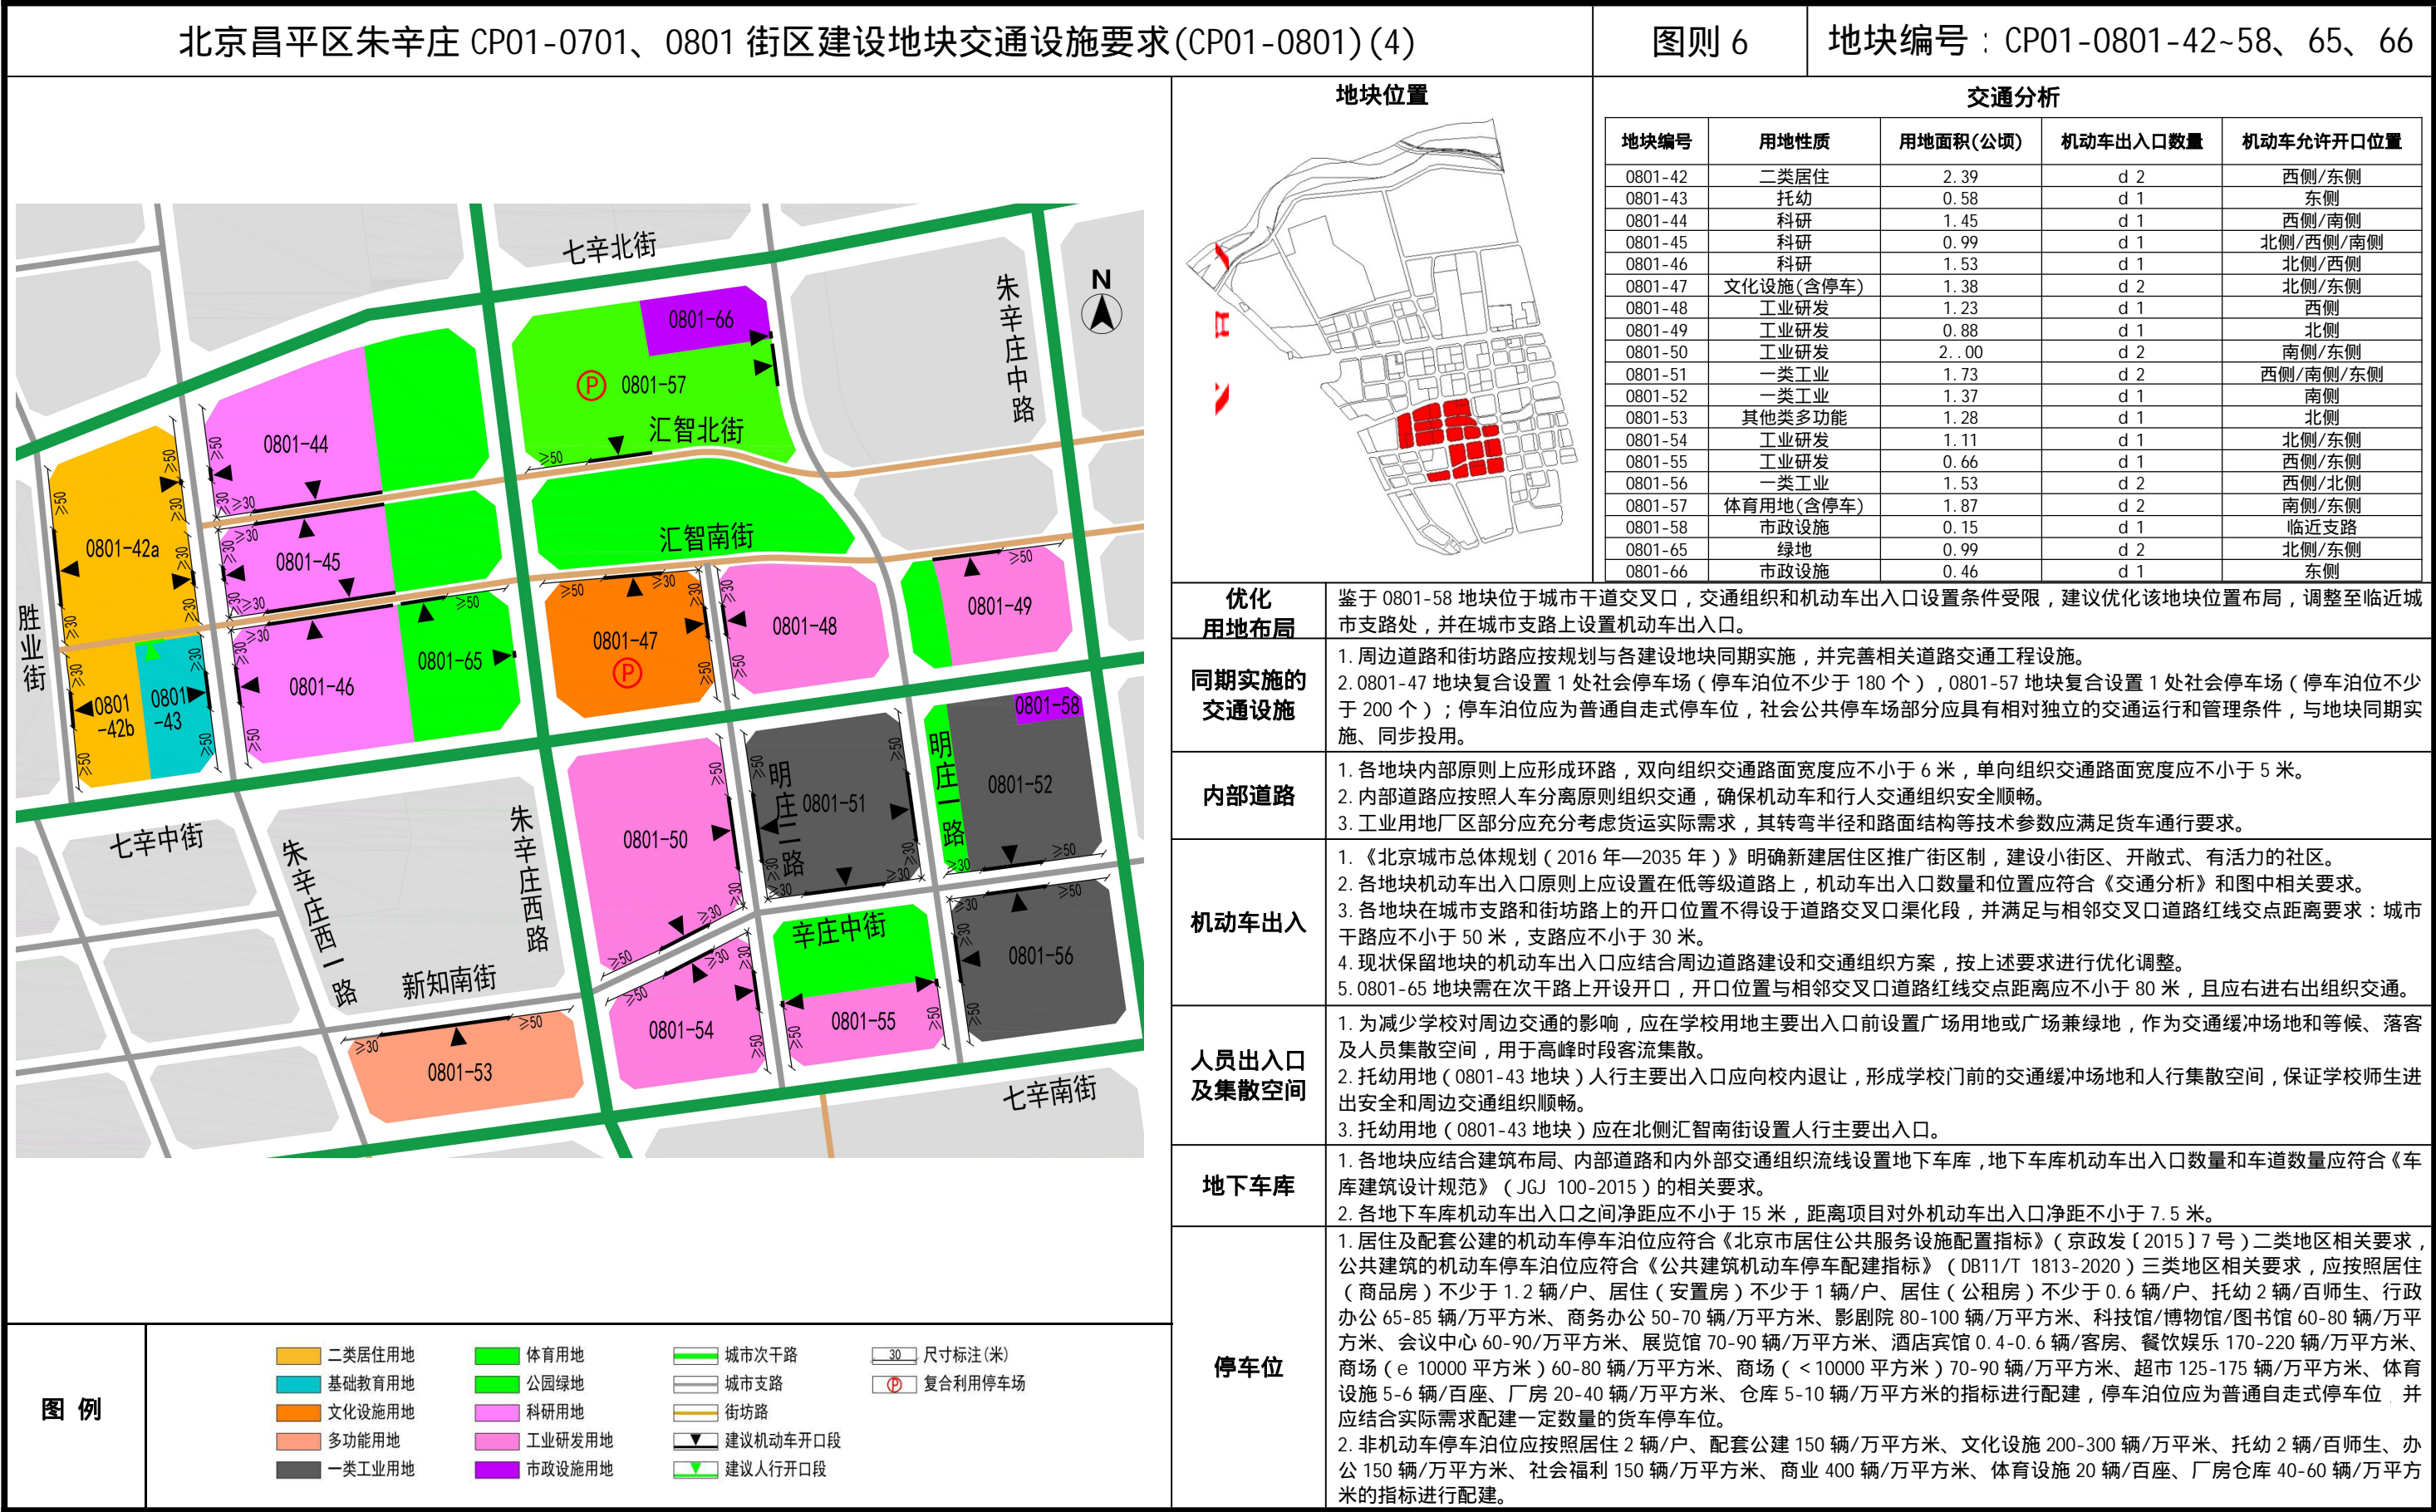 北京昌平区朱辛庄 CP01-0701、0801 街区建设地块交通设施要求(CP01-0801)(4)
图则 6
地块编号：CP01-0801-42~58、65、66
七辛北街
朱辛庄中路
N
0801-66
0801-57
P
汇智北街
0801-44
0801-42a
0801-45
汇智南街
0801-49
0801-48
0801-47
P
0801-65
0801-46
胜业街
0801-42b
0801-43
0801-58
明庄一路
0801-52
明庄二路
0801-51
0801-50
七辛中街
朱辛庄西一路
朱辛庄西路
辛庄中街
0801-56
新知南街
0801-55
0801-54
0801-53
七辛南街
≥50
≥30
地块位置
交通分析
地块编号 用地性质 用地面积(公顷) 机动车出入口数量 机动车允许开口位置
0801-42 二类居住 2.39 d 2 西侧/东侧
0801-43 托幼 0.58 d 1 东侧
0801-44 科研 1.45 d 1 西侧/南侧
0801-45 科研 0.99 d 1 北侧/西侧/南侧
0801-46 科研 1.53 d 1 北侧/西侧
0801-47 文化设施(含停车) 1.38 d 2 北侧/东侧
0801-48 工业研发 1.23 d 1 西侧
0801-49 工业研发 0.88 d 1 北侧
0801-50 工业研发 2..00 d 2 南侧/东侧
0801-51 一类工业 1.73 d 2 西侧/南侧/东侧
0801-52 一类工业 1.37 d 1 南侧
0801-53 其他类多功能 1.28 d 1 北侧
0801-54 工业研发 1.11 d 1 北侧/东侧
0801-55 工业研发 0.66 d 1 西侧/东侧
0801-56 一类工业 1.53 d 2 西侧/北侧
0801-57 体育用地(含停车) 1.87 d 2 南侧/东侧
0801-58 市政设施 0.15 d 1 临近支路
0801-65 绿地 0.99 d 2 北侧/东侧
0801-66 市政设施 0.46 d 1 东侧
优化
用地布局
鉴于 0801-58 地块位于城市干道交叉口，交通组织和机动车出入口设置条件受限，建议优化该地块位置布局，调整至临近城
市支路处，并在城市支路上设置机动车出入口。
同期实施的
交通设施
1.周边道路和街坊路应按规划与各建设地块同期实施，并完善相关道路交通工程设施。
2.0801-47 地块复合设置 1 处社会停车场（停车泊位不少于 180 个），0801-57 地块复合设置 1 处社会停车场（停车泊位不少
于 200 个）；停车泊位应为普通自走式停车位，社会公共停车场部分应具有相对独立的交通运行和管理条件，与地块同期实
施、同步投用。
内部道路
1.各地块内部原则上应形成环路，双向组织交通路面宽度应不小于 6 米，单向组织交通路面宽度应不小于 5 米。
2.内部道路应按照人车分离原则组织交通，确保机动车和行人交通组织安全顺畅。
3.工业用地厂区部分应充分考虑货运实际需求，其转弯半径和路面结构等技术参数应满足货车通行要求。
机动车出入
1.《北京城市总体规划（2016 年—2035 年）》明确新建居住区推广街区制，建设小街区、开敞式、有活力的社区。
2.各地块机动车出入口原则上应设置在低等级道路上，机动车出入口数量和位置应符合《交通分析》和图中相关要求。
3.各地块在城市支路和街坊路上的开口位置不得设于道路交叉口渠化段，并满足与相邻交叉口道路红线交点距离要求：城市
干路应不小于 50 米，支路应不小于 30 米。
4.现状保留地块的机动车出入口应结合周边道路建设和交通组织方案，按上述要求进行优化调整。
5.0801-65 地块需在次干路上开设开口，开口位置与相邻交叉口道路红线交点距离应不小于 80 米，且应右进右出组织交通。
人员出入口
及集散空间
1.为减少学校对周边交通的影响，应在学校用地主要出入口前设置广场用地或广场兼绿地，作为交通缓冲场地和等候、落客
及人员集散空间，用于高峰时段客流集散。
2.托幼用地（0801-43 地块）人行主要出入口应向校内退让，形成学校门前的交通缓冲场地和人行集散空间，保证学校师生进
出安全和周边交通组织顺畅。
3.托幼用地（0801-43 地块）应在北侧汇智南街设置人行主要出入口。
地下车库
1.各地块应结合建筑布局、内部道路和内外部交通组织流线设置地下车库，地下车库机动车出入口数量和车道数量应符合《车
库建筑设计规范》（JGJ 100-2015）的相关要求。
2.各地下车库机动车出入口之间净距应不小于 15 米，距离项目对外机动车出入口净距不小于 7.5 米。
停车位
1.居住及配套公建的机动车停车泊位应符合《北京市居住公共服务设施配置指标》（京政发〔2015〕7 号）二类地区相关要求，
公共建筑的机动车停车泊位应符合《公共建筑机动车停车配建指标》（DB11/T 1813-2020）三类地区相关要求，应按照居住
（商品房）不少于 1.2 辆/户、居住（安置房）不少于 1 辆/户、居住（公租房）不少于 0.6 辆/户、托幼 2 辆/百师生、行政
办公 65-85 辆/万平方米、商务办公 50-70 辆/万平方米、影剧院 80-100 辆/万平方米、科技馆/博物馆/图书馆 60-80 辆/万平
方米、会议中心 60-90/万平方米、展览馆 70-90 辆/万平方米、酒店宾馆 0.4-0.6 辆/客房、餐饮娱乐 170-220 辆/万平方米、
商场（e 10000 平方米）60-80 辆/万平方米、商场（＜10000 平方米）70-90 辆/万平方米、超市 125-175 辆/万平方米、体育
设施 5-6 辆/百座、厂房 20-40 辆/万平方米、仓库 5-10 辆/万平方米的指标进行配建，停车泊位应为普通自走式停车位，并
应结合实际需求配建一定数量的货车停车位。
2.非机动车停车泊位应按照居住 2 辆/户、配套公建 150 辆/万平方米、文化设施 200-300 辆/万平米、托幼 2 辆/百师生、办
公 150 辆/万平方米、社会福利 150 辆/万平方米、商业 400 辆/万平方米、体育设施 20 辆/百座、厂房仓库 40-60 辆/万平方
米的指标进行配建。
图 例
二类居住用地 体育用地 城市次干路 30 尺寸标注(米)
基础教育用地 公园绿地 城市支路 P 复合利用停车场
文化设施用地 科研用地 街坊路
多功能用地 工业研发用地 建议机动车开口段
一类工业用地 市政设施用地 建议人行开口段